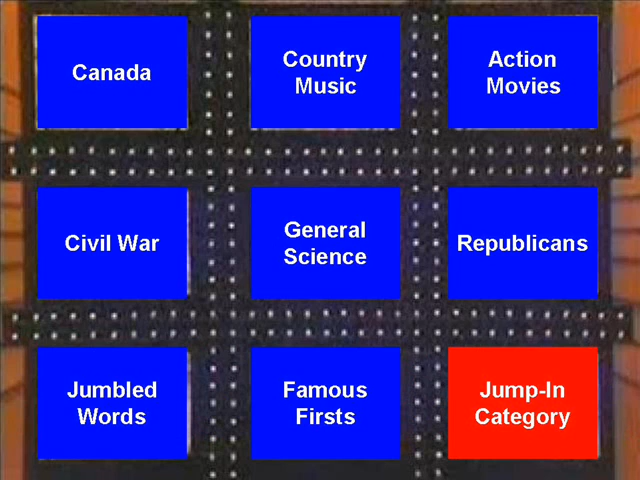 Canada
Country
Music
Action
Movies
Civil War
General
Science
Republicans
Jumbled
Words
Famous
Firsts
Jump-In
Category